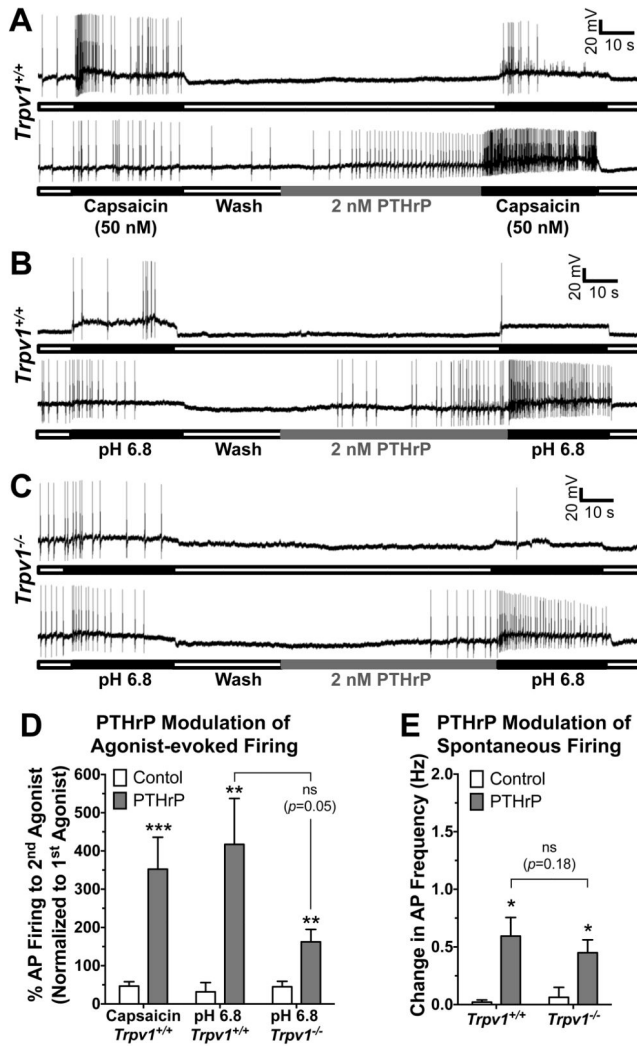 A
Trpv1+/+
20 mV
10 s
Capsaicin
(50 nM)
Wash
2 nM PTHrP
Capsaicin
(50 nM)
B
Trpv1+/+
20 mV
10 s
pH 6.8
Wash
2 nM PTHrP
pH 6.8
C
Trpv1-/-
20 mV
10 s
pH 6.8
Wash
2 nM PTHrP
pH 6.8
D
PTHrP Modulation of
Agonist-evoked Firing
% AP Firing to 2nd Agonist
(Normalized to 1st Agonist)
600
500
400
300
200
100
50
0
Contol
PTHrP
***
**
ns
(p=0.05)
**
Capsaicin
Trpv1+/+
pH 6.8
Trpv1+/+
pH 6.8
Trpv1-/-
E
PTHrP Modulation of
Spontaneous Firing
Change in AP Frequency (Hz)
2.0
1.5
1.0
0.5
0.0
Control
PTHrP
ns
(p=0.18)
*
*
Trpv1+/+
Trpv1-/-